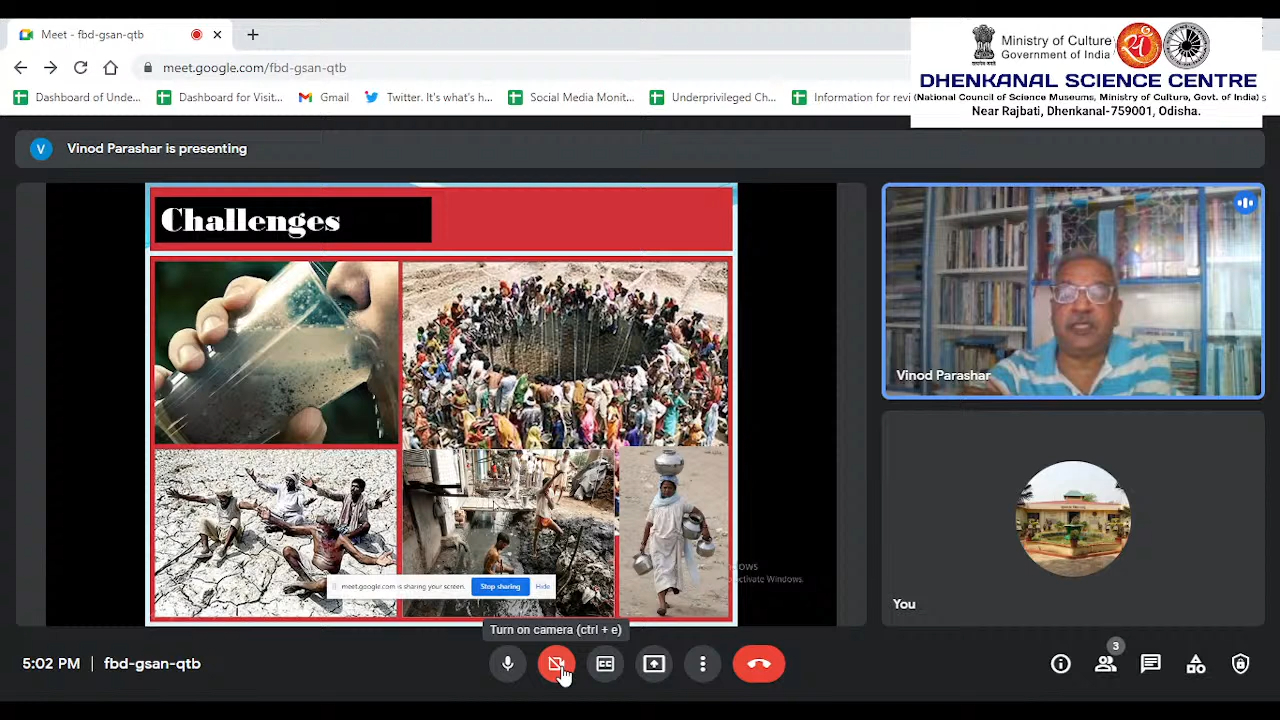 Meet - fbd-gsan-qtb
meet.google.com/fbd-gsan-qtb
Dashboard of Unde...
Dashboard for Visit...
Gmail
Twitter. It's what's h...
Social Media Monit...
Underprivileged Ch...
Information for revi
Ministry of Culture
Government of India
DHENKANAL SCIENCE CENTRE
(National Council of Science Museums, Ministry of Culture, Govt. of India)
Near Rajbati, Dhenkanal-759001, Odisha.
V
Vinod Parashar is presenting
Challenges
meet.google.com is sharing your screen.
Stop sharing
Hide
Vinod Parashar
You
Turn on camera (ctrl + e)
5:02 PM | fbd-gsan-qtb
CC
3